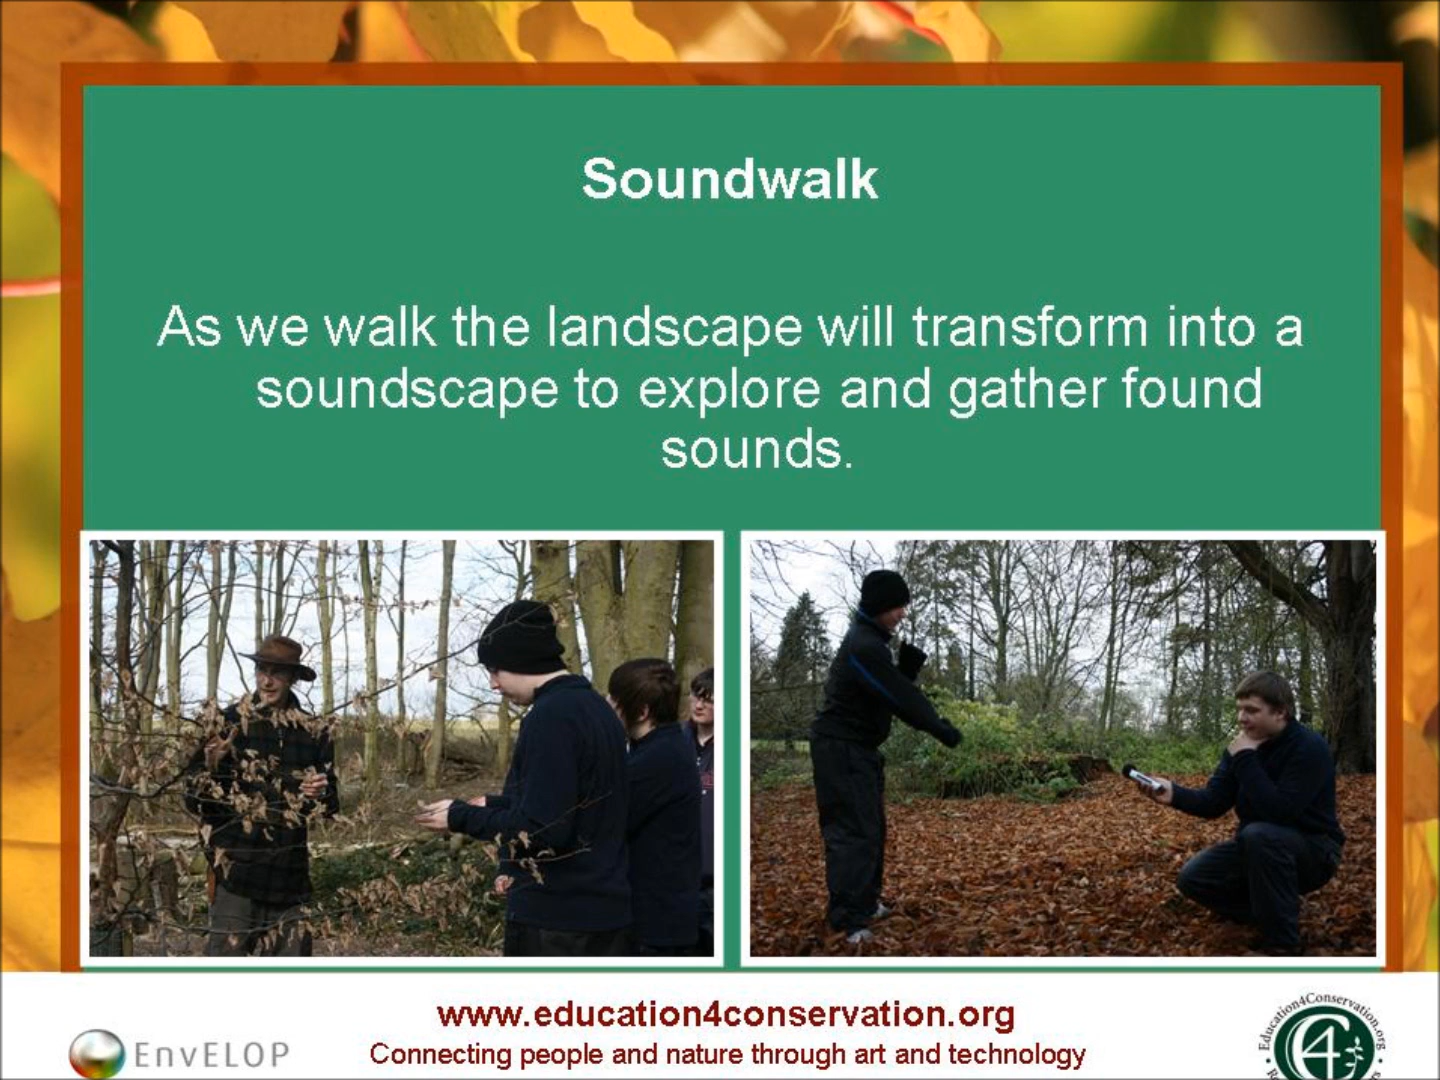 Soundwalk
As we walk the landscape will transform into a
soundscape to explore and gather found
sounds.
www.education4conservation.org
Connecting people and nature through art and technology
EnvELOP
Education4Conservation.org
C4